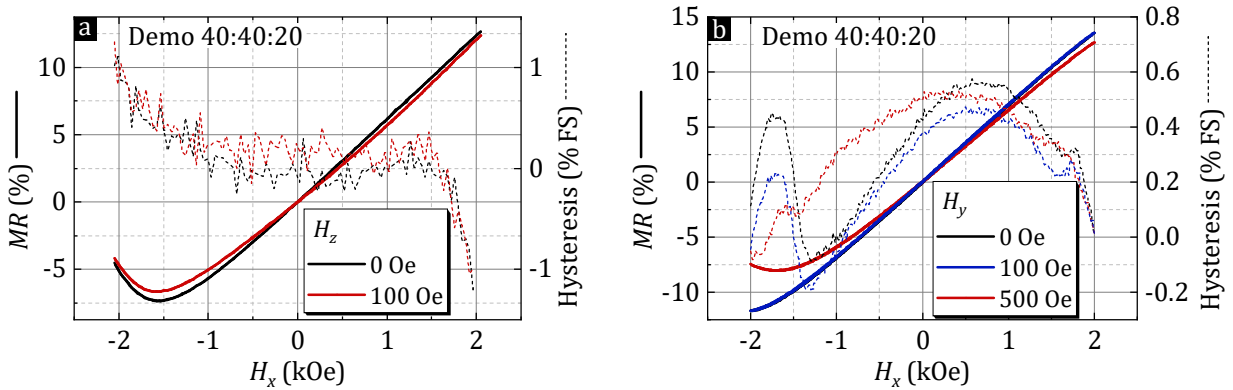 a
Demo 40:40:20
MR (%)
10
5
0
-5
1
0
-1
Hysteresis (% FS)
H_z
0 Oe
100 Oe
-2
-1
0
1
2
H_x (kOe)
b
Demo 40:40:20
MR (%)
15
10
5
0
-5
-10
0.8
0.6
0.4
0.2
0.0
-0.2
Hysteresis (% FS)
H_y
0 Oe
100 Oe
500 Oe
-2
-1
0
1
2
H_x (kOe)